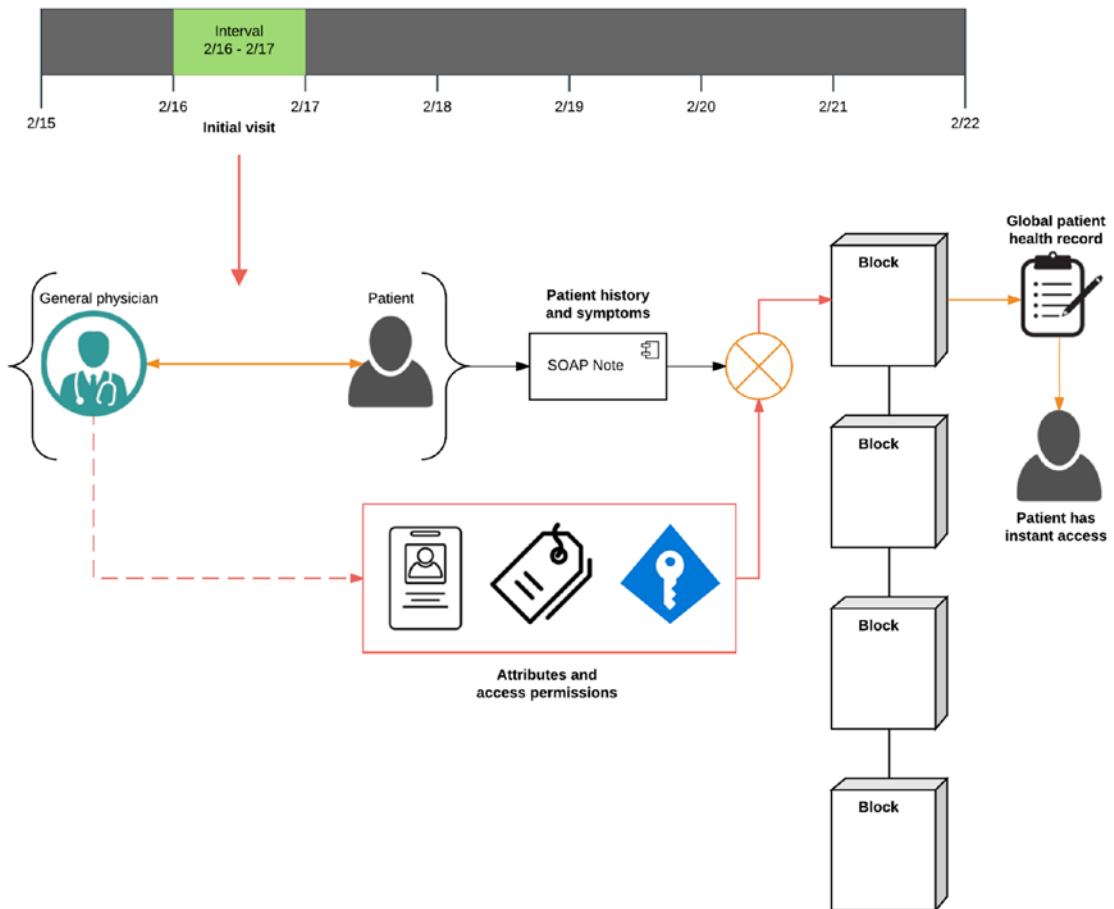 Interval
2/16 - 2/17
2/15
2/16
2/17
2/18
2/19
2/20
2/21
2/22
Initial visit
General physician
Patient
Patient history
and symptoms
SOAP Note
Block
Global patient
health record
Block
Patient has
instant access
Attributes and
access permissions
Block
Block